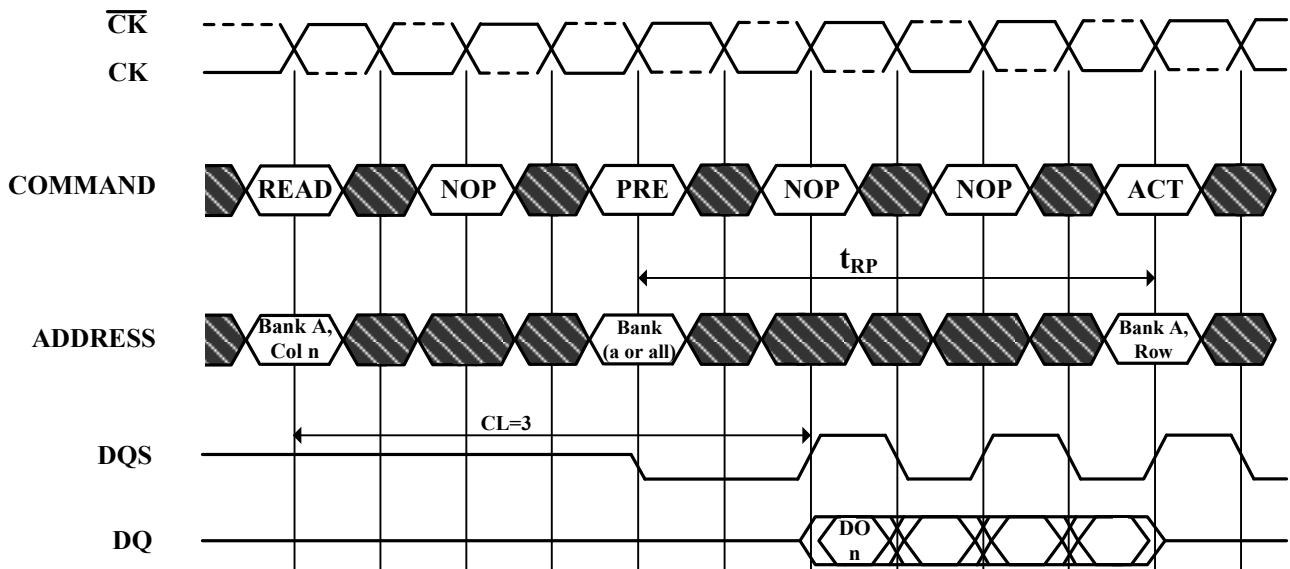 CK
CK
COMMAND
READ
NOP
PRE
NOP
NOP
ACT
tRP
ADDRESS
Bank A,
Col n
Bank
(a or all)
Bank A,
Row
CL=3
DQS
DQ
DO
n